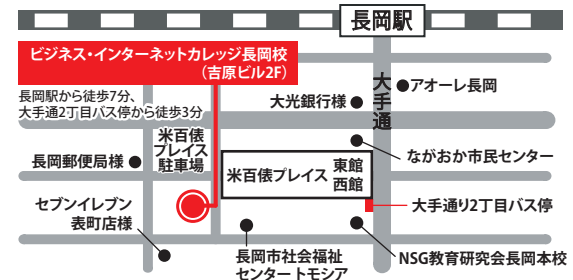 長岡駅
ビジネス・インターネットカレッジ長岡校
(吉原ビル2F)
長岡駅から徒歩7分、
大手通2丁目バス停から徒歩3分
大手通
アオーレ長岡
大光銀行様
米百俵
プレイス
駐車場
ながおか市民センター
長岡郵便局様
米百俵プレイス 東館
西館
セブンイレブン
表町店様
大手通り2丁目バス停
長岡市社会福祉
センタートモシア
NSG教育研究会長岡本校